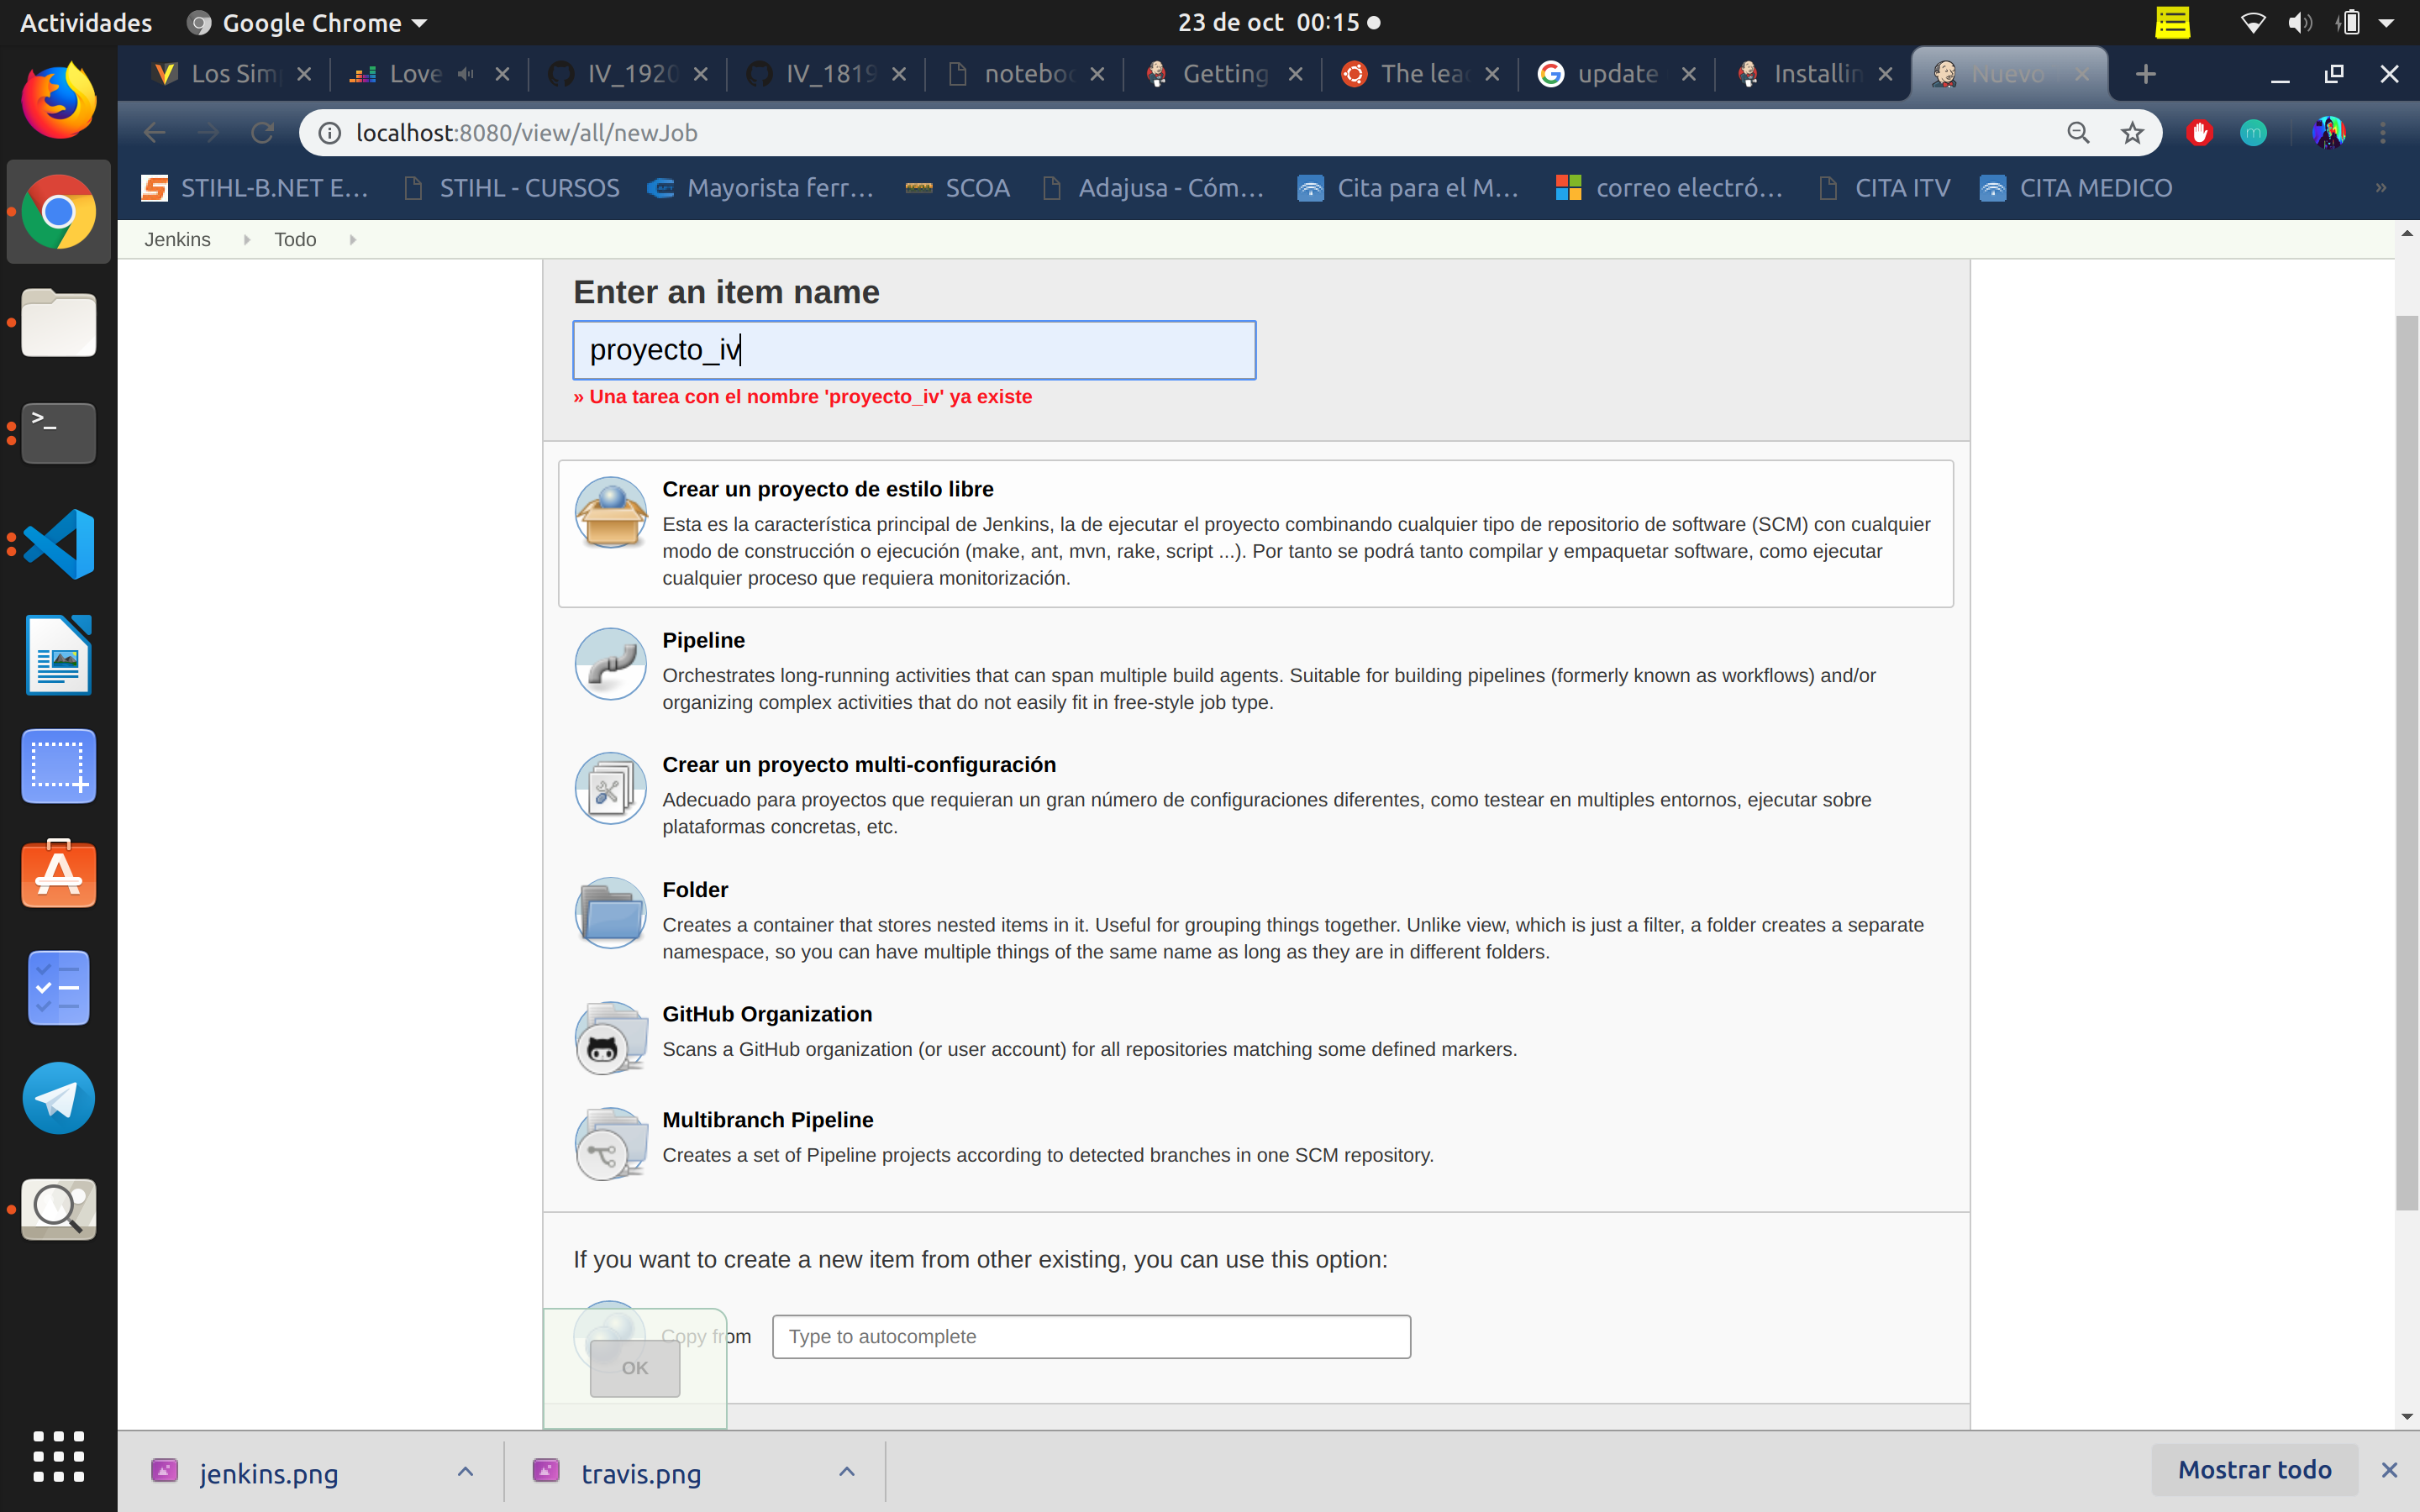 Actividades Google Chrome 23 de oct 00:15
Los Sim Love IV_1920 IV_1819 notebo Getting The lea update Installin Nuevo
localhost:8080/view/all/newJob
STIHL-B.NET E... STIHL - CURSOS Mayorista ferr... SCOA Adajusa - Cóm... Cita para el M... correo electró... CITA ITV CITA MEDICO »
Jenkins Todo
Enter an item name
proyecto_iv
» Una tarea con el nombre 'proyecto_iv' ya existe
Crear un proyecto de estilo libre
Esta es la característica principal de Jenkins, la de ejecutar el proyecto combinando cualquier tipo de repositorio de software (SCM) con cualquier
modo de construcción o ejecución (make, ant, mvn, rake, script ...). Por tanto se podrá tanto compilar y empaquetar software, como ejecutar
cualquier proceso que requiera monitorización.
Pipeline
Orchestrates long-running activities that can span multiple build agents. Suitable for building pipelines (formerly known as workflows) and/or
organizing complex activities that do not easily fit in free-style job type.
Crear un proyecto multi-configuración
Adecuado para proyectos que requieran un gran número de configuraciones diferentes, como testear en multiples entornos, ejecutar sobre
plataformas concretas, etc.
Folder
Creates a container that stores nested items in it. Useful for grouping things together. Unlike view, which is just a filter, a folder creates a separate
namespace, so you can have multiple things of the same name as long as they are in different folders.
GitHub Organization
Scans a GitHub organization (or user account) for all repositories matching some defined markers.
Multibranch Pipeline
Creates a set of Pipeline projects according to detected branches in one SCM repository.
If you want to create a new item from other existing, you can use this option:
Copy from Type to autocomplete
OK
jenkins.png travis.png Mostrar todo